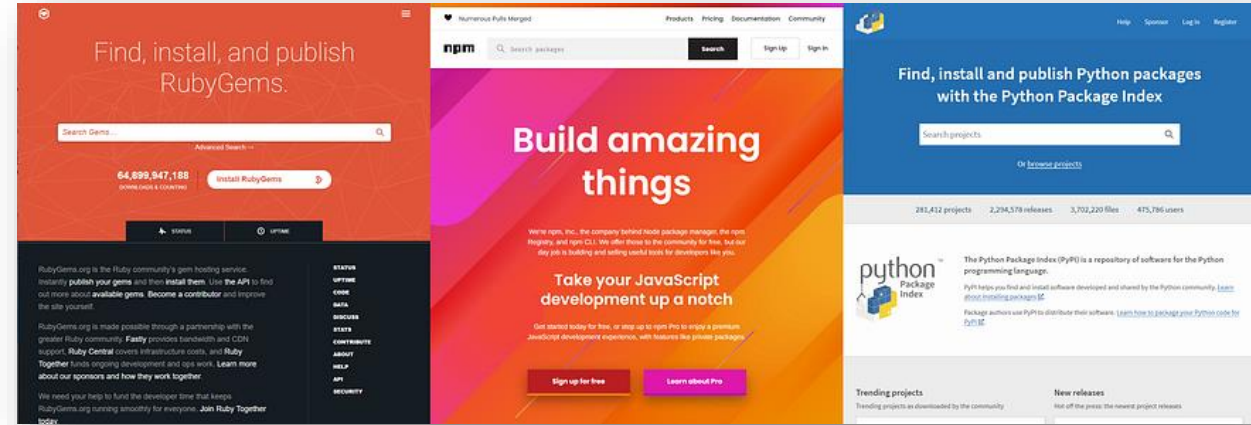 Find, install, and publish
RubyGems.
Search Gems…
Advanced Search →
64,899,947,188
DOWNLOADS & COUNTING
Install RubyGems
STATUS
UPTIME
RubyGems.org is the Ruby community's gem hosting service.
Instantly publish your gems and then install them. Use the API to find
out more about available gems. Become a contributor and improve
the site yourself.
RubyGems.org is made possible through a partnership with the
greater Ruby community. Fastly provides bandwidth and CDN
support, Ruby Central covers infrastructure costs, and Ruby
Together funds ongoing development and ops work. Learn more
about our sponsors and how they work together.
We need your help to fund the developer time that keeps
RubyGems.org running smoothly for everyone. Join Ruby Together
today.
STATUS
UPTIME
CODE
DATA
DISCUSS
STATS
CONTRIBUTE
ABOUT
HELP
API
SECURITY
Numerous Pulls Merged
Products Pricing Documentation Community
npm
Search packages
Search
Sign Up
Sign In
Build amazing
things
We're npm, Inc., the company behind Node package manager, the npm
Registry, and npm CLI. We offer those to the community for free, but our
day job is building and selling useful tools for developers like you.
Take your JavaScript
development up a notch
Get started today for free, or step up to npm Pro to enjoy a premium
JavaScript development experience, with features like private packages.
Sign up for free
Learn about Pro
Help Sponsor Log in Register
Find, install and publish Python packages
with the Python Package Index
Search projects
Or browse projects
281,412 projects 2,294,578 releases 3,702,220 files 475,786 users
python™
Package
Index
The Python Package Index (PyPI) is a repository of software for the Python
programming language.
PyPI helps you find and install software developed and shared by the Python community. Learn
about installing packages
Package authors use PyPI to distribute their software. Learn how to package your Python code for
PyPI
Trending projects
Trending projects as downloaded by the community
New releases
Hot off the press: the newest project releases